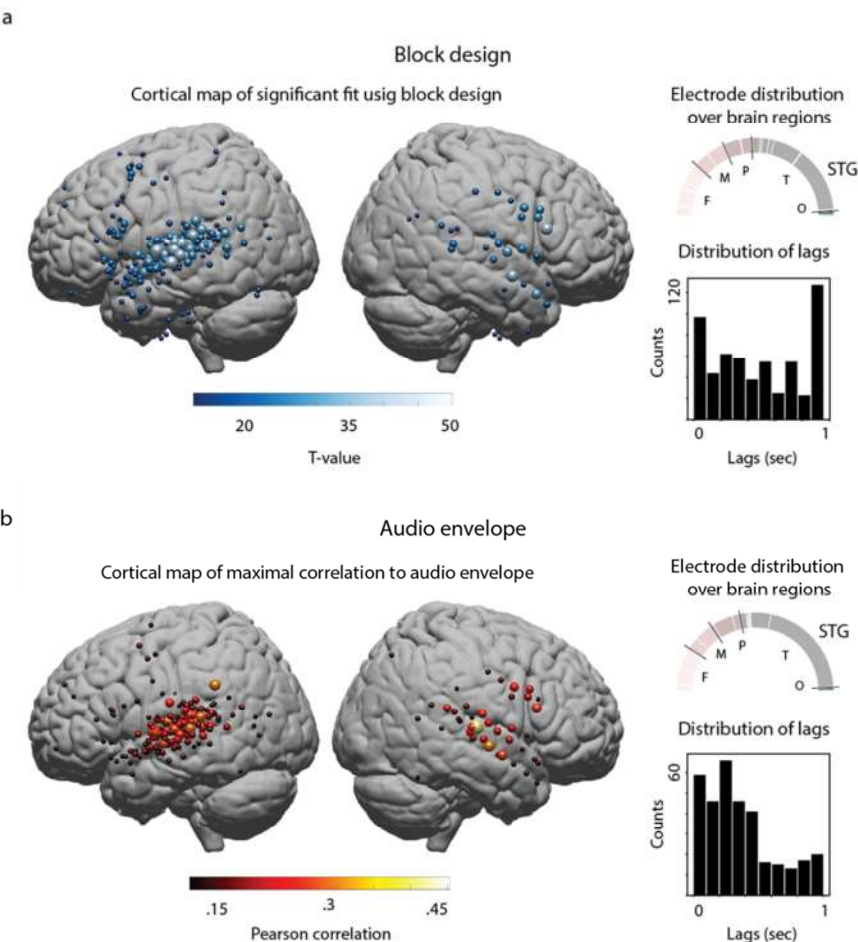 a
Block design
Cortical map of significant fit usig block design
Electrode distribution
over brain regions
STG
F
M
P
T
O
Distribution of lags
120
Counts
0
1
Lags (sec)
20
35
50
T-value
b
Audio envelope
Cortical map of maximal correlation to audio envelope
Electrode distribution
over brain regions
STG
F
M
P
T
O
Distribution of lags
60
Counts
0
1
Lags (sec)
.15
.3
.45
Pearson correlation